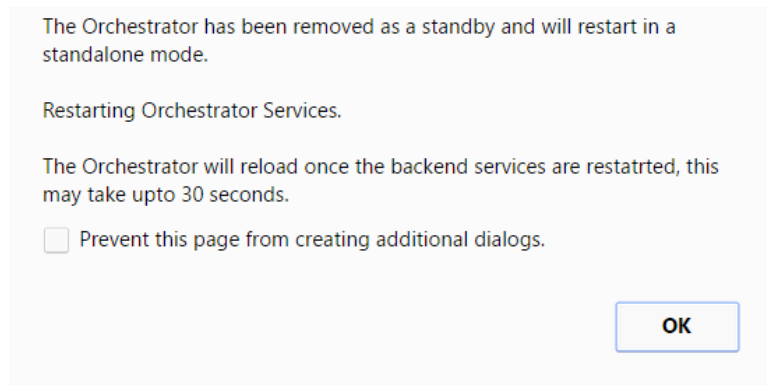 The Orchestrator has been removed as a standby and will restart in a
standalone mode.
Restarting Orchestrator Services.
The Orchestrator will reload once the backend services are restatrted, this
may take upto 30 seconds.
Prevent this page from creating additional dialogs.
OK